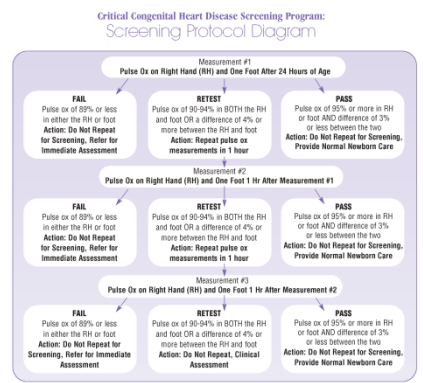 Critical Congenital Heart Disease Screening Program:
Screening Protocol Diagram
Measurement #1
Pulse Ox on Right Hand (RH) and One Foot After 24 Hours of Age
FAIL
Pulse ox of 89% or less
in either the RH or foot
Action: Do Not Repeat
for Screening, Refer for
Immediate Assessment
RETEST
Pulse ox of 90-94% in BOTH the RH
and foot OR a difference of 4% or
more between the RH and foot
Action: Repeat pulse ox
measurements in 1 hour
PASS
Pulse ox of 95% or more in RH
or foot AND difference of 3%
or less between the two
Action: Do Not Repeat for Screening,
Provide Normal Newborn Care
Measurement #2
Pulse Ox on Right Hand (RH) and One Foot 1 Hr After Measurement #1
FAIL
Pulse ox of 89% or less
in either the RH or foot
Action: Do Not Repeat
for Screening, Refer for
Immediate Assessment
RETEST
Pulse ox of 90-94% in BOTH the RH
and foot OR a difference of 4% or
more between the RH and foot
Action: Repeat pulse ox
measurements in 1 hour
PASS
Pulse ox of 95% or more in RH
or foot AND difference of 3%
or less between the two
Action: Do Not Repeat for Screening,
Provide Normal Newborn Care
Measurement #3
Pulse Ox on Right Hand (RH) and One Foot 1 Hr After Measurement #2
FAIL
Pulse ox of 89% or less
in either the RH or foot
Action: Do Not Repeat for
Screening, Refer for Immediate
Assessment
RETEST
Pulse ox of 90-94% in BOTH the RH
and foot OR a difference of 4% or
more between the RH and foot
Action: Do Not Repeat, Clinical
Assessment
PASS
Pulse ox of 95% or more in RH
or foot AND difference of 3%
or less between the two
Action: Do Not Repeat for Screening,
Provide Normal Newborn Care